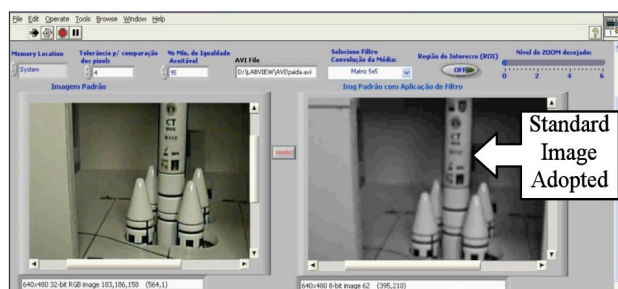 File Edit Operate Tools Browse Window Help
Memory Location
System
Tolerância p/ comparação
dos pixels
4
% Mín. de Igualdade
Aceitável
95
AVI File
D:\LABVIEW\AVI\saida.avi
Selecione Filtro
Convolução da Média:
Matriz 5x5
Região de Interesse (ROI)
OFF
Nível de ZOOM desejado:
0 2 4 6
Imagem Padrão
Img Padrão com Aplicação de Filtro
CT
CT
Standard
Image
Adopted
640x480 32-bit RGB image 183,186,158 (564,1)
640x480 8-bit image 62 (395,210)